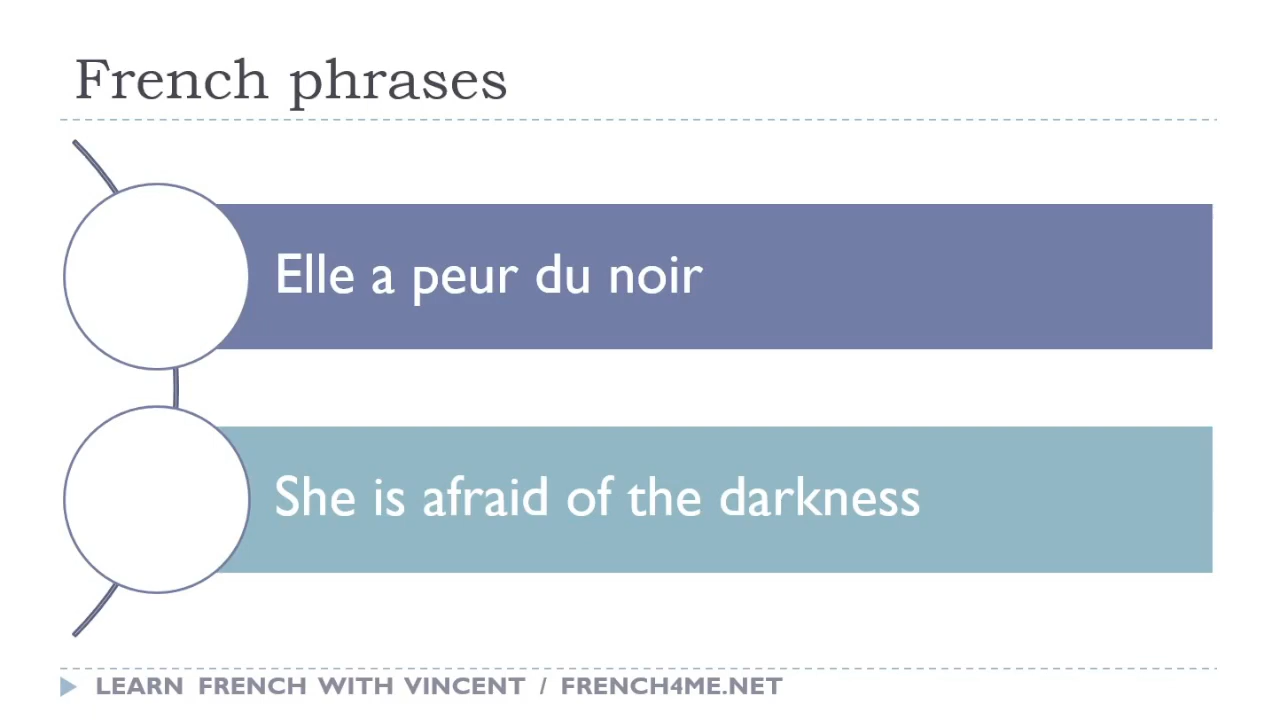 French phrases
Elle a peur du noir
She is afraid of the darkness
LEARN FRENCH WITH VINCENT / FRENCH4ME.NET